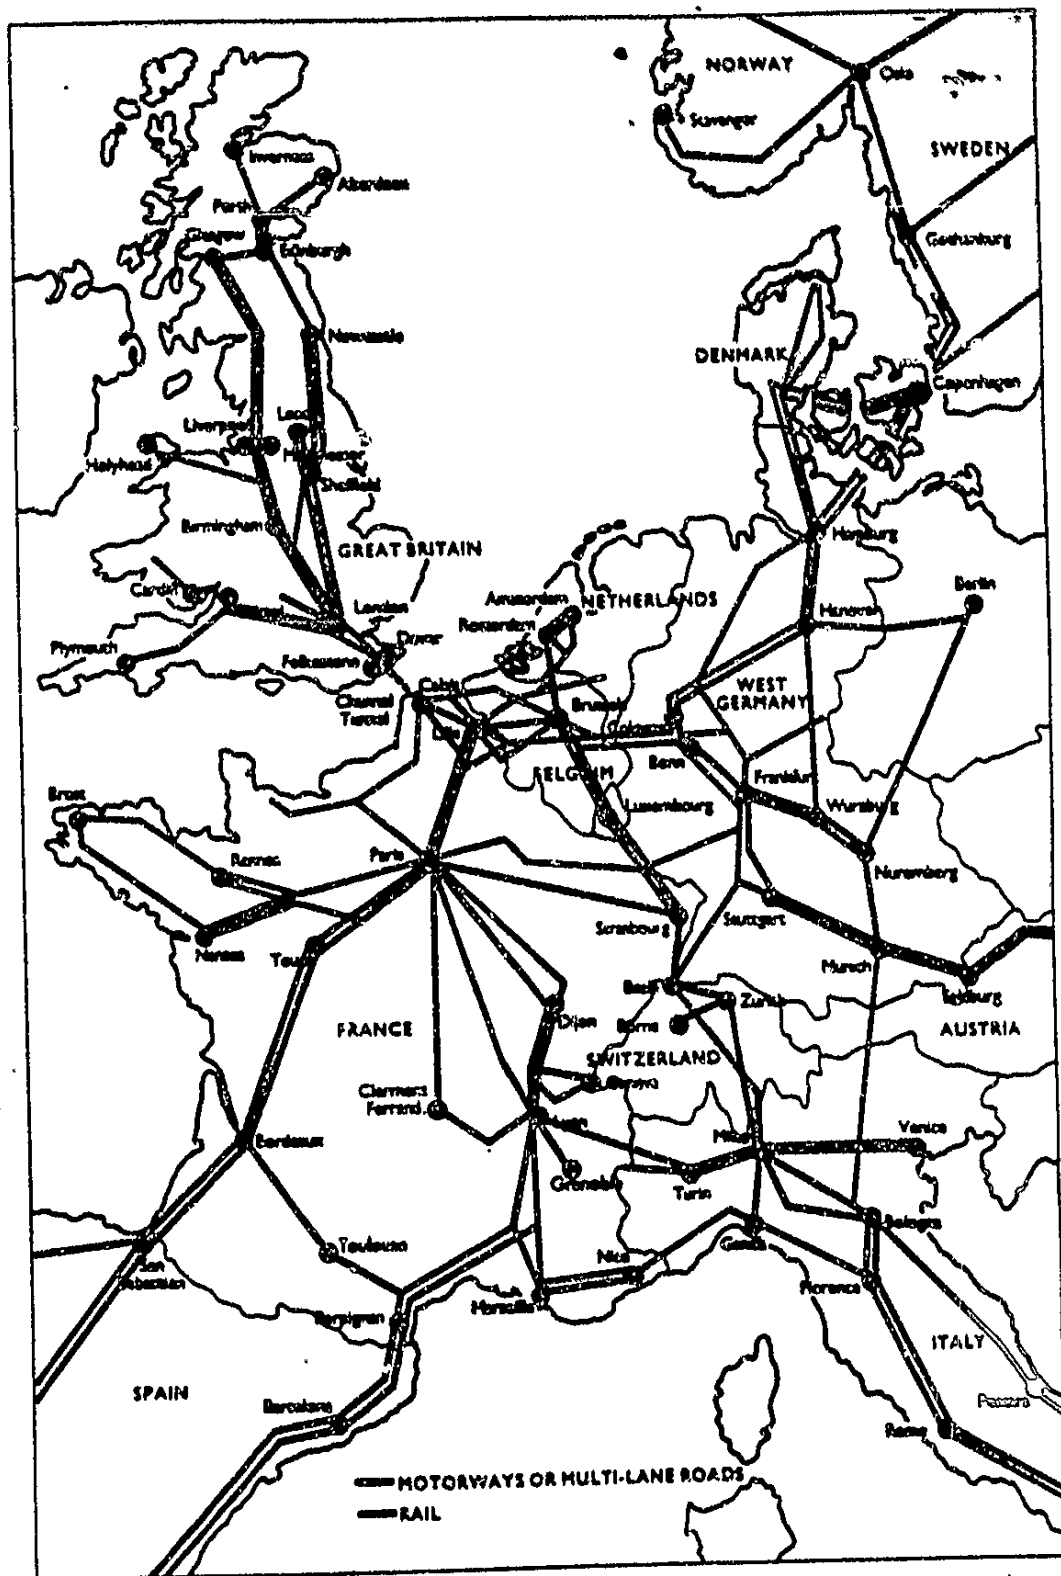 NORWAY
Oslo
Stavanger
SWEDEN
Inverness
Aberdeen
Perth
Glasgow
Edinburgh
Gothenburg
Newcastle
DENMARK
Copenhagen
Liverpool
Holyhead
Sheffield
Birmingham
Hamburg
GREAT BRITAIN
Cardiff
London
Amsterdam
NETHERLANDS
Rotterdam
Hanover
Berlin
Plymouth
Dover
Folkestone
Calais
Channel
Tunnel
Lille
Brussels
WEST
GERMANY
Cologne
Bonn
BELGIUM
Frankfurt
Brest
Luxembourg
Wurzburg
Rennes
Paris
Nuremberg
Nantes
Tours
Strasbourg
Stuttgart
Munich
Salzburg
Basle
Zurich
Dijon
Berne
FRANCE
SWITZERLAND
AUSTRIA
Geneva
Clermont
Ferrand
Lyon
Bordeaux
Milan
Venice
Grenoble
Turin
Bologna
San
Sebastian
Toulouse
Nice
Genoa
Marseille
Florence
Perpignan
ITALY
SPAIN
Pescara
Barcelona
Rome
MOTORWAYS OR MULTI-LANE ROADS
RAIL